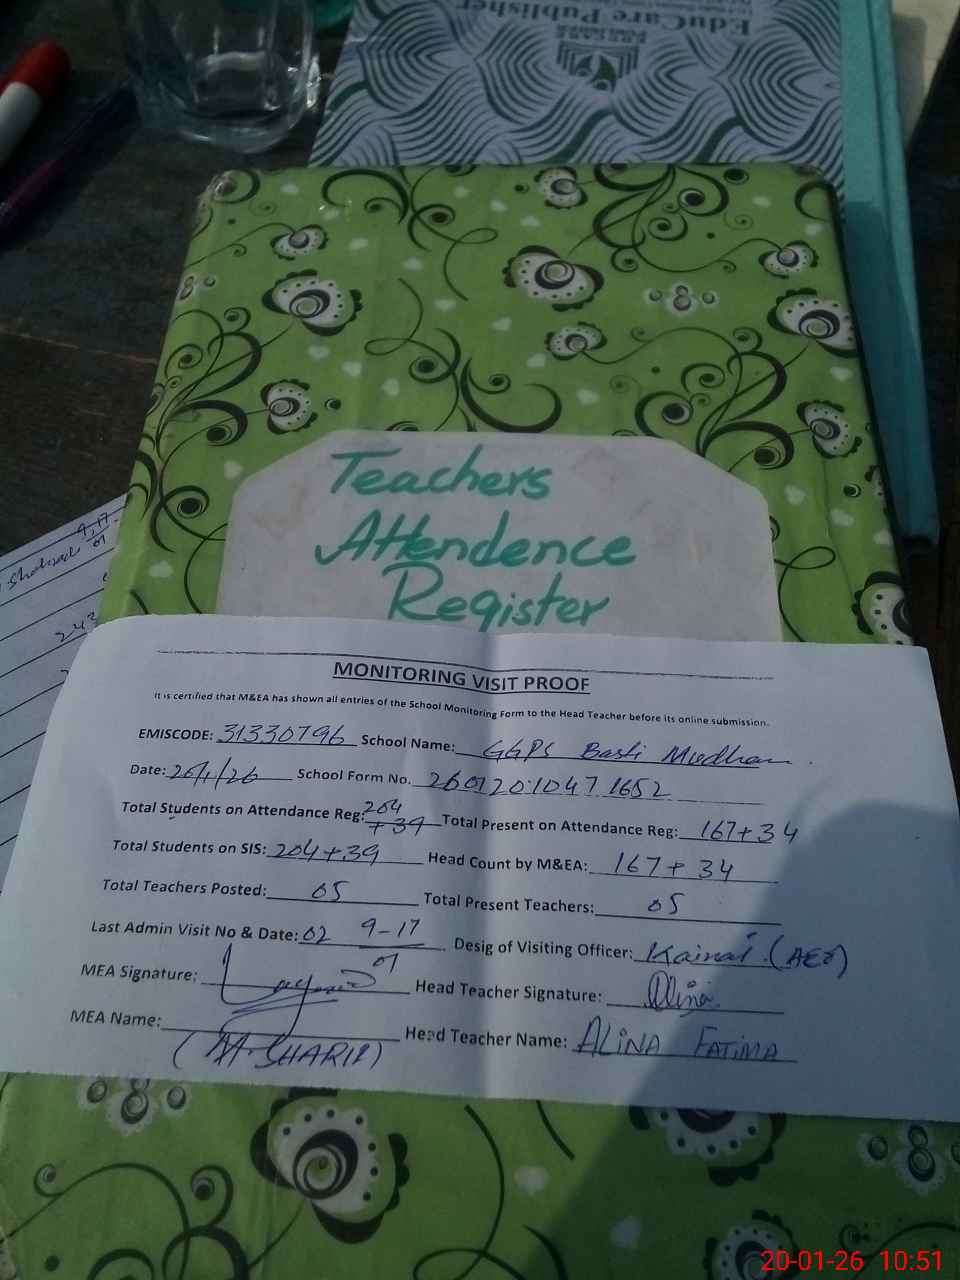 EduCare Publisher
Teachers
Attendence
Register
MONITORING VISIT PROOF
It is certified that M&EA has shown all entries of the School Monitoring Form to the Head Teacher before its online submission.
EMISCODE: 31330796 School Name: GGPS Basti
Date: 20/1/26 School Form No. 2601201047 1652
Total Students on Attendance Reg: 204 + 39 Total Present on Attendance Reg: 167+34
Total Students on SIS: 204+39 Head Count by M&EA: 167+ 34
Total Teachers Posted: 05 Total Present Teachers: 05
Last Admin Visit No & Date: 02 9-17 01 Desig of Visiting Officer: Kainat (AEO)
MEA Signature: Head Teacher Signature: Alina
MEA Name: (M. SHARIF) Head Teacher Name: ALINA FATIMA
20-01-26 10:51